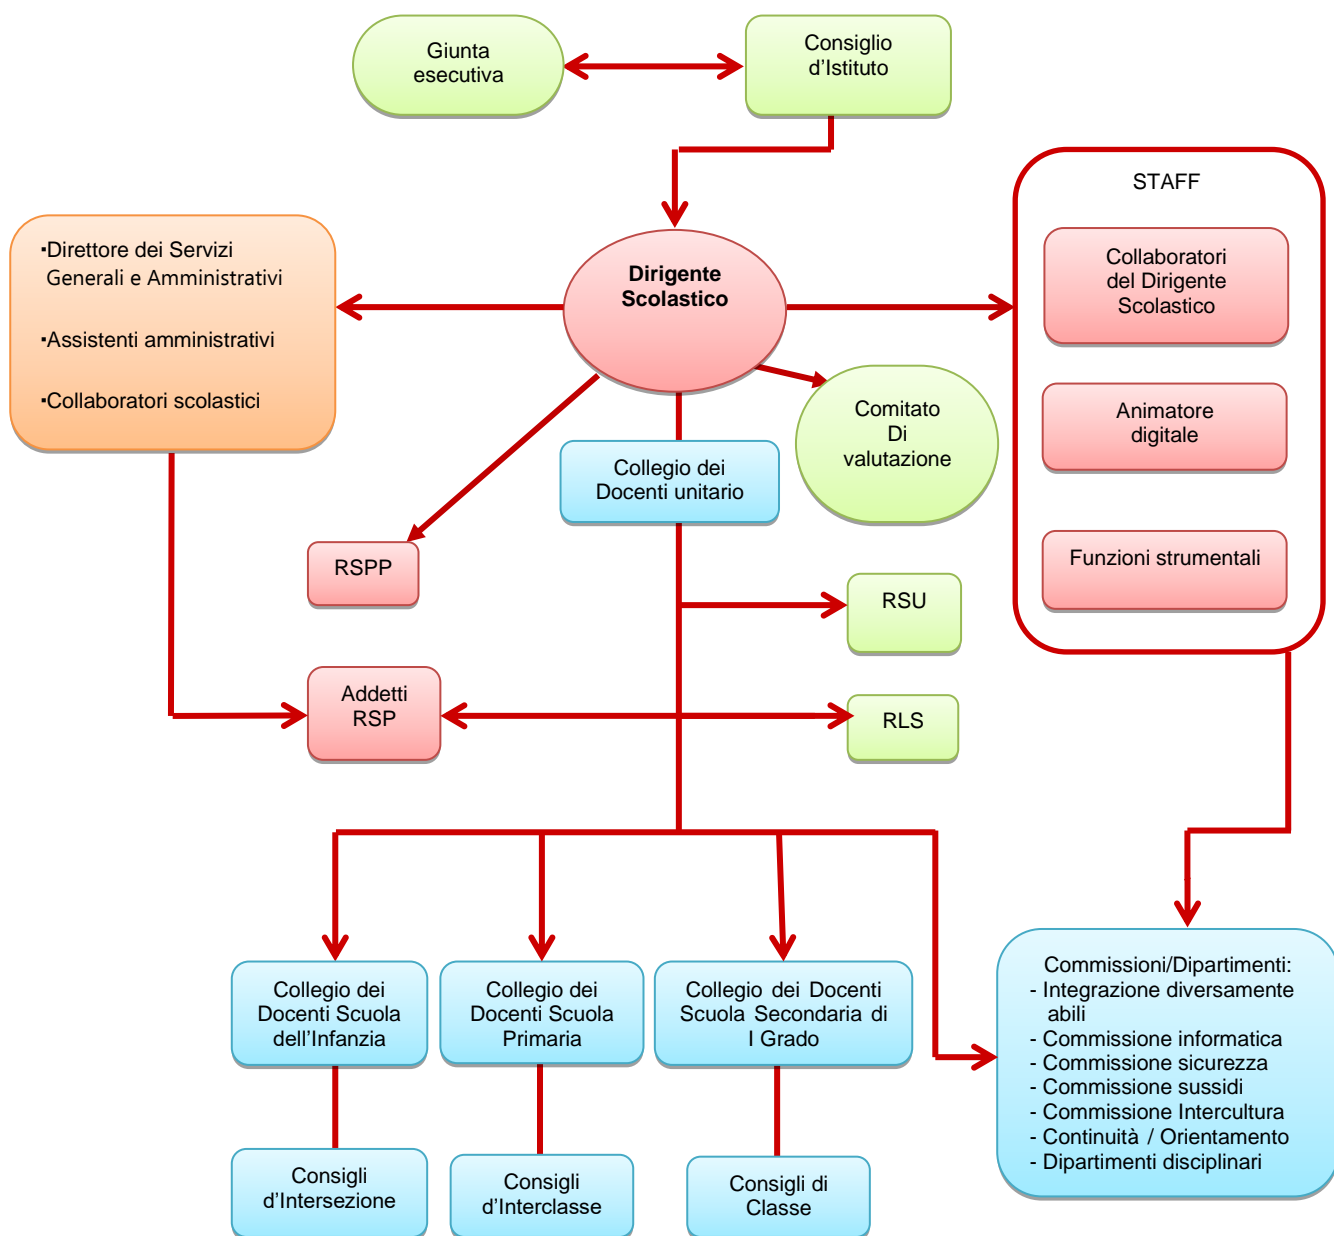 Giunta
esecutiva
Consiglio
d'Istituto
STAFF
▪Direttore dei Servizi
Generali e Amministrativi
▪Assistenti amministrativi
▪Collaboratori scolastici
Dirigente
Scolastico
Collaboratori
del Dirigente
Scolastico
Animatore
digitale
Funzioni strumentali
Comitato
Di
valutazione
Collegio dei
Docenti unitario
RSPP
RSU
Addetti
RSP
RLS
Collegio dei
Docenti Scuola
dell'Infanzia
Collegio dei
Docenti Scuola
Primaria
Collegio dei Docenti
Scuola Secondaria di
I Grado
Commissioni/Dipartimenti:
- Integrazione diversamente
abili
- Commissione informatica
- Commissione sicurezza
- Commissione sussidi
- Commissione Intercultura
- Continuità / Orientamento
- Dipartimenti disciplinari
Consigli
d'Intersezione
Consigli
d'Interclasse
Consigli di
Classe